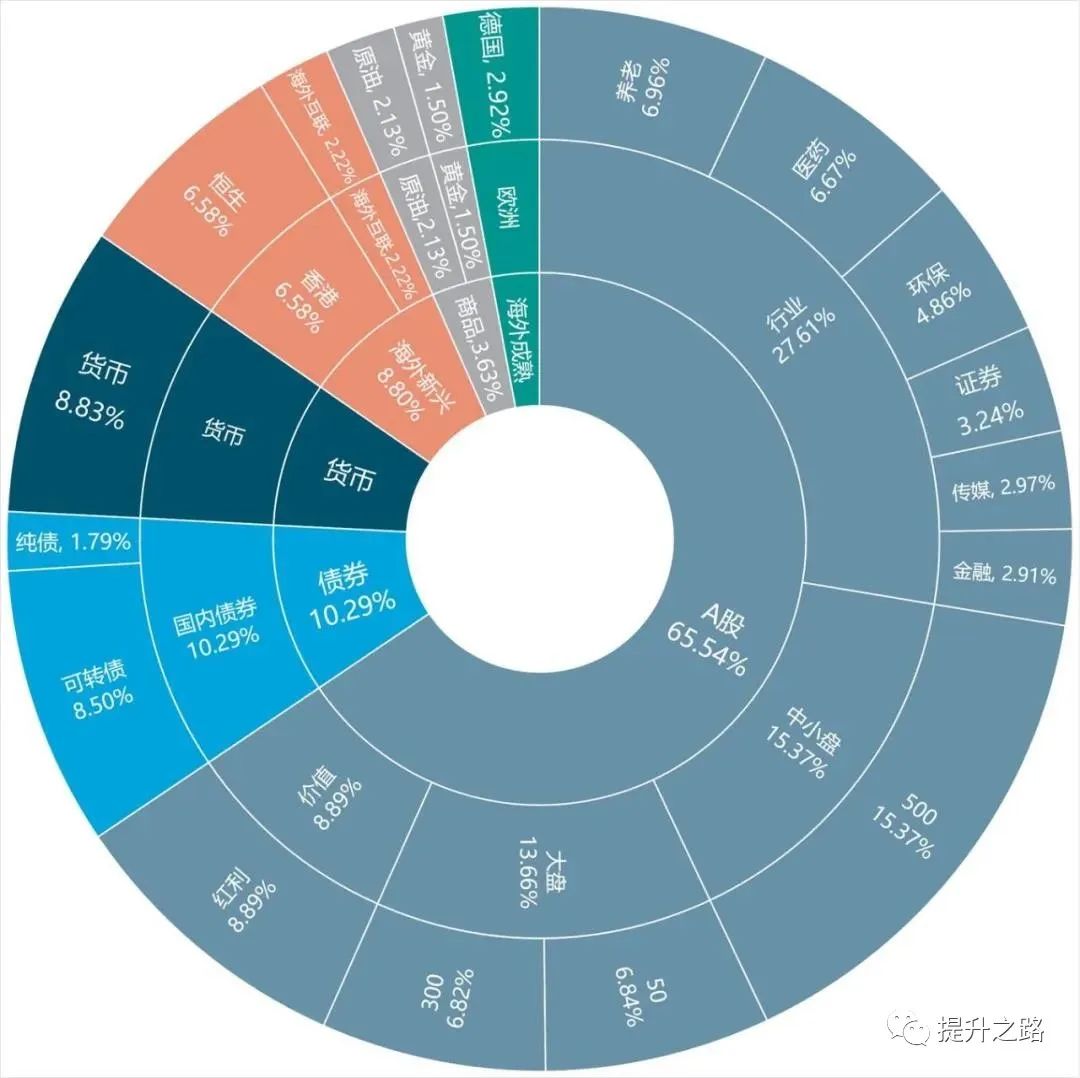 养老
6.96%
医药
6.67%
环保
4.86%
证券
3.24%
传媒, 2.97%
金融, 2.91%
500
15.37%
50
6.84%
300
6.82%
红利
8.89%
可转债
8.50%
纯债, 1.79%
货币
8.83%
恒生
6.58%
海外互联, 2.22%
原油, 2.13%
黄金, 1.50%
德国, 2.92%
行业
27.61%
中小盘
15.37%
大盘
13.66%
价值
8.89%
国内债券
10.29%
货币
香港
6.58%
海外互联,2.22%
原油,2.13%
黄金,1.50%
欧洲
A股
65.54%
债券
10.29%
货币
海外新兴
8.80%
商品,3.63%
海外成熟
提升之路